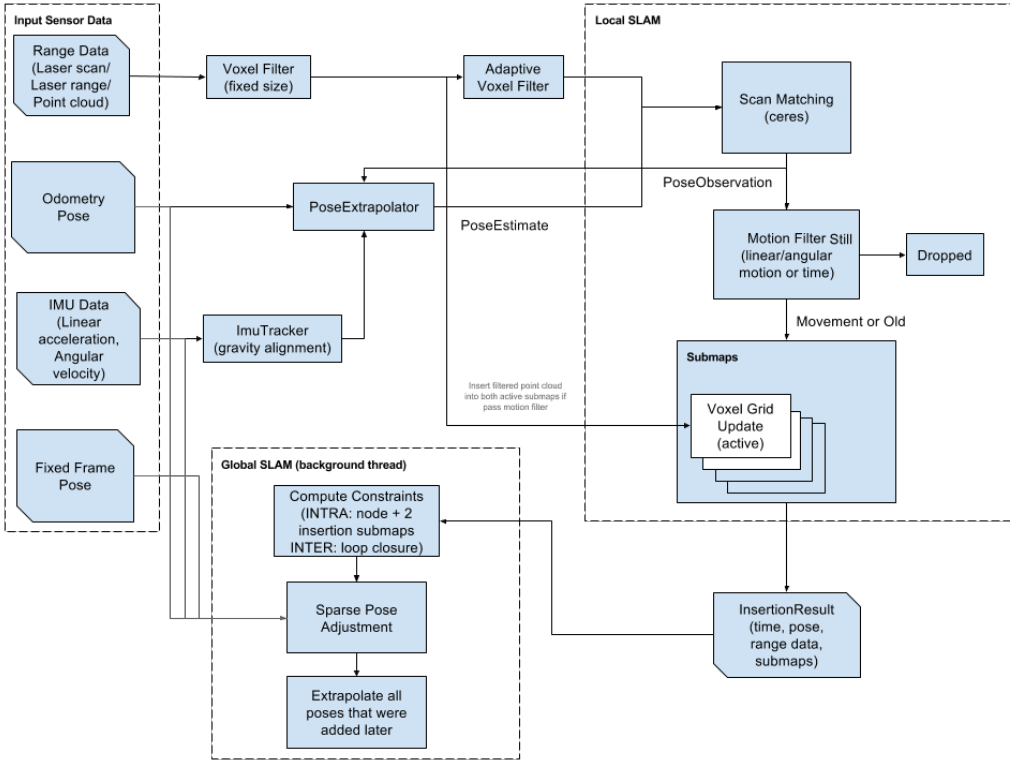 Input Sensor Data
Range Data
(Laser scan/
Laser range/
Point cloud)
Voxel Filter
(fixed size)
Adaptive
Voxel Filter
Local SLAM
Scan Matching
(ceres)
PoseObservation
Odometry
Pose
PoseExtrapolator
PoseEstimate
Motion Filter Still
(linear/angular
motion or time)
Dropped
Movement or Old
IMU Data
(Linear
acceleration,
Angular
velocity)
ImuTracker
(gravity alignment)
Submaps
Insert filtered point cloud
into both active submaps if
pass motion filter
Voxel Grid
Update
(active)
Fixed Frame
Pose
Global SLAM (background thread)
Compute Constraints
(INTRA: node + 2
insertion submaps
INTER: loop closure)
Sparse Pose
Adjustment
Extrapolate all
poses that were
added later
InsertionResult
(time, pose,
range data,
submaps)